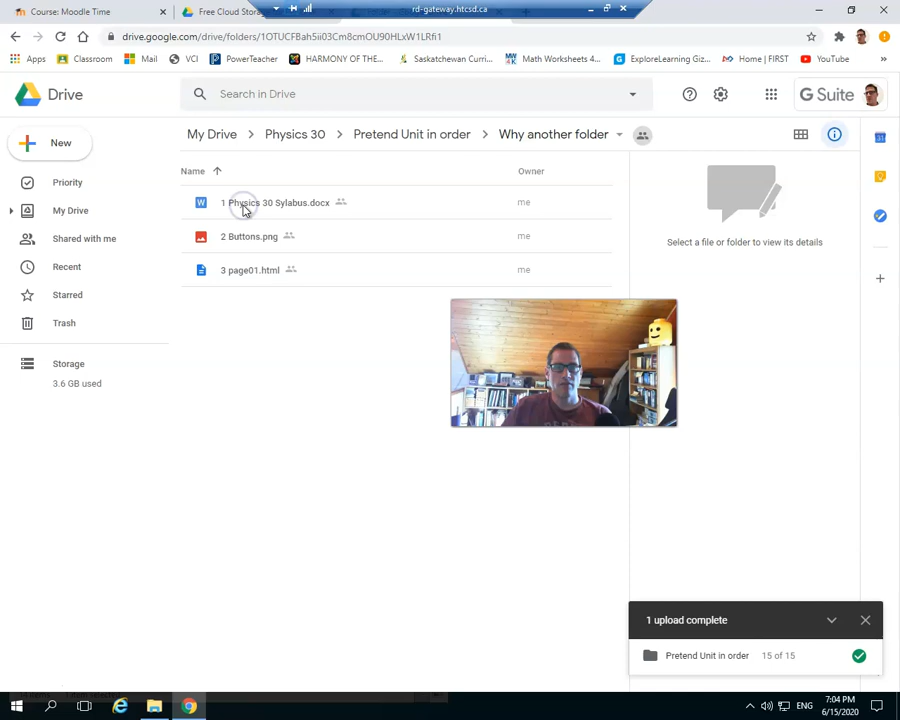 Course: Moodle Time
Free Cloud Stora
rd-gateway.htcsd.ca
drive.google.com/drive/folders/1OTUCFBah5ii03Cm8cmOU90HLxW1LRfi1
Apps
Classroom
Mail
VCI
PowerTeacher
HARMONY OF THE...
Saskatchewan Curri...
Math Worksheets 4...
ExploreLearning Giz...
Home | FIRST
YouTube
Drive
Search in Drive
G Suite
New
My Drive > Physics 30 > Pretend Unit in order > Why another folder
Name
Owner
Priority
My Drive
Shared with me
Recent
Starred
Trash
Storage
3.6 GB used
1 Physics 30 Sylabus.docx
me
2 Buttons.png
me
3 page01.html
me
Select a file or folder to view its details
1 upload complete
Pretend Unit in order
15 of 15
ENG
7:04 PM
6/15/2020